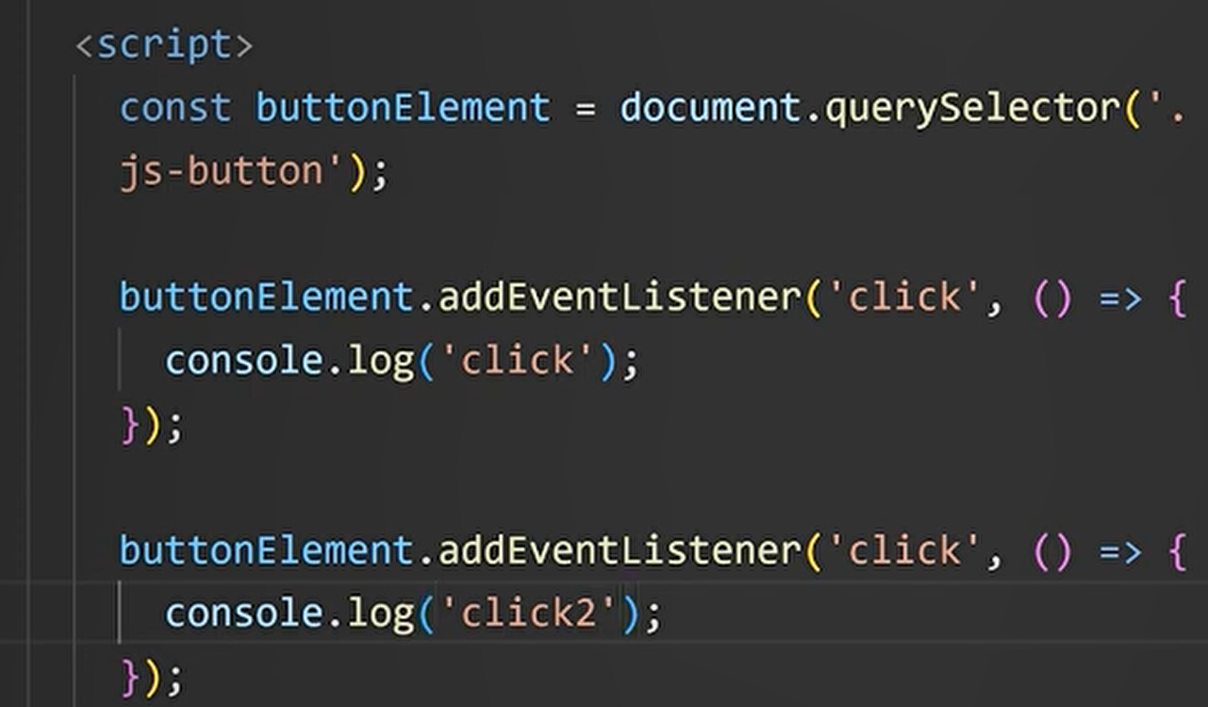 <script>
const buttonElement = document.querySelector('.
js-button');
buttonElement.addEventListener('click', () => {
console.log('click');
});
buttonElement.addEventListener('click', () => {
console.log('click2');
});